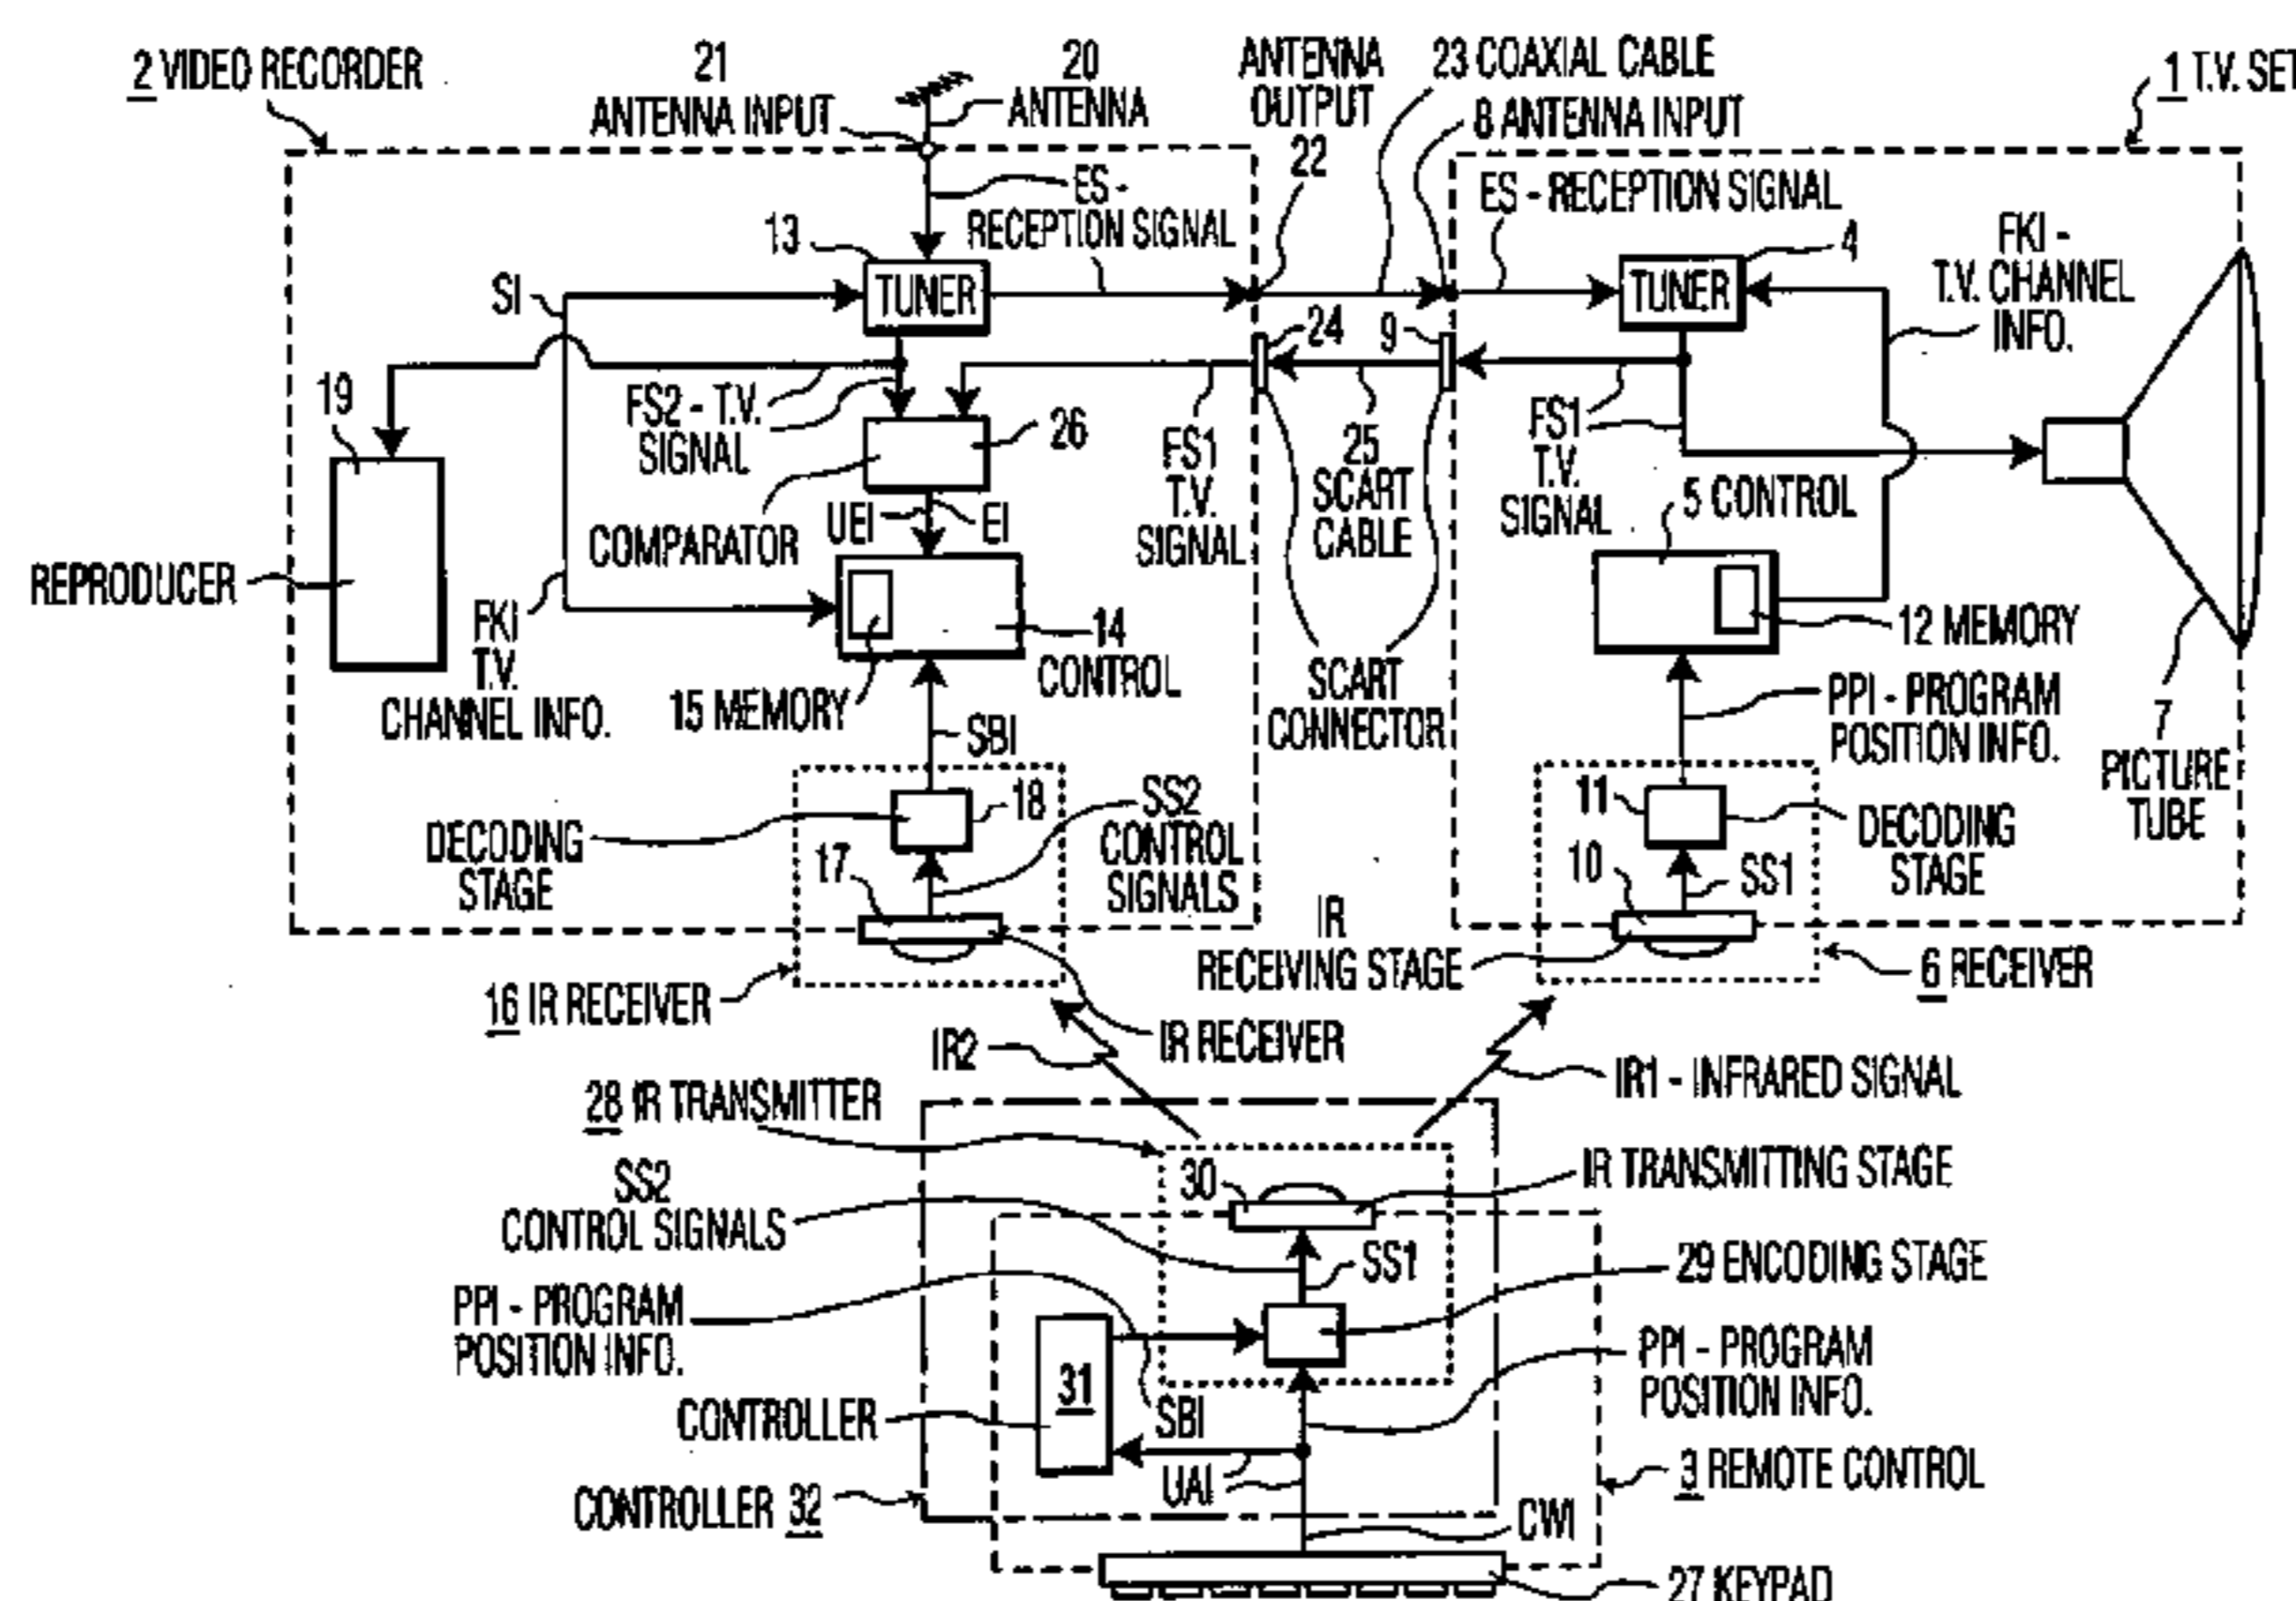 2 VIDEO RECORDER
21
ANTENNA INPUT
20
ANTENNA
ANTENNA
OUTPUT
22
23 COAXIAL CABLE
8 ANTENNA INPUT
1 T.V. SET
ES -
RECEPTION SIGNAL
ES - RECEPTION SIGNAL
13
TUNER
SI
4
TUNER
FKI -
T.V. CHANNEL
INFO.
24
9
19
FS2 - T.V.
SIGNAL
26
FS1
T.V.
SIGNAL
25
SCART
CABLE
FS1
T.V.
SIGNAL
5 CONTROL
COMPARATOR
UEI
EI
REPRODUCER
FKI
T.V.
CHANNEL INFO.
14
CONTROL
15 MEMORY
SCART
CONNECTOR
12 MEMORY
PPI - PROGRAM
POSITION INFO.
7
PICTURE
TUBE
SBI
18
DECODING
STAGE
17
SS2
CONTROL
SIGNALS
11
DECODING
STAGE
10
SS1
IR
RECEIVING STAGE
6 RECEIVER
16 IR RECEIVER
IR RECEIVER
IR2
IR1 - INFRARED SIGNAL
28 IR TRANSMITTER
30
IR TRANSMITTING STAGE
SS2
CONTROL SIGNALS
SS1
29 ENCODING STAGE
PPI - PROGRAM
POSITION INFO.
31
CONTROLLER
SBI
PPI - PROGRAM
POSITION INFO.
UAI
3 REMOTE CONTROL
CONTROLLER 32
CWI
27 KEYPAD